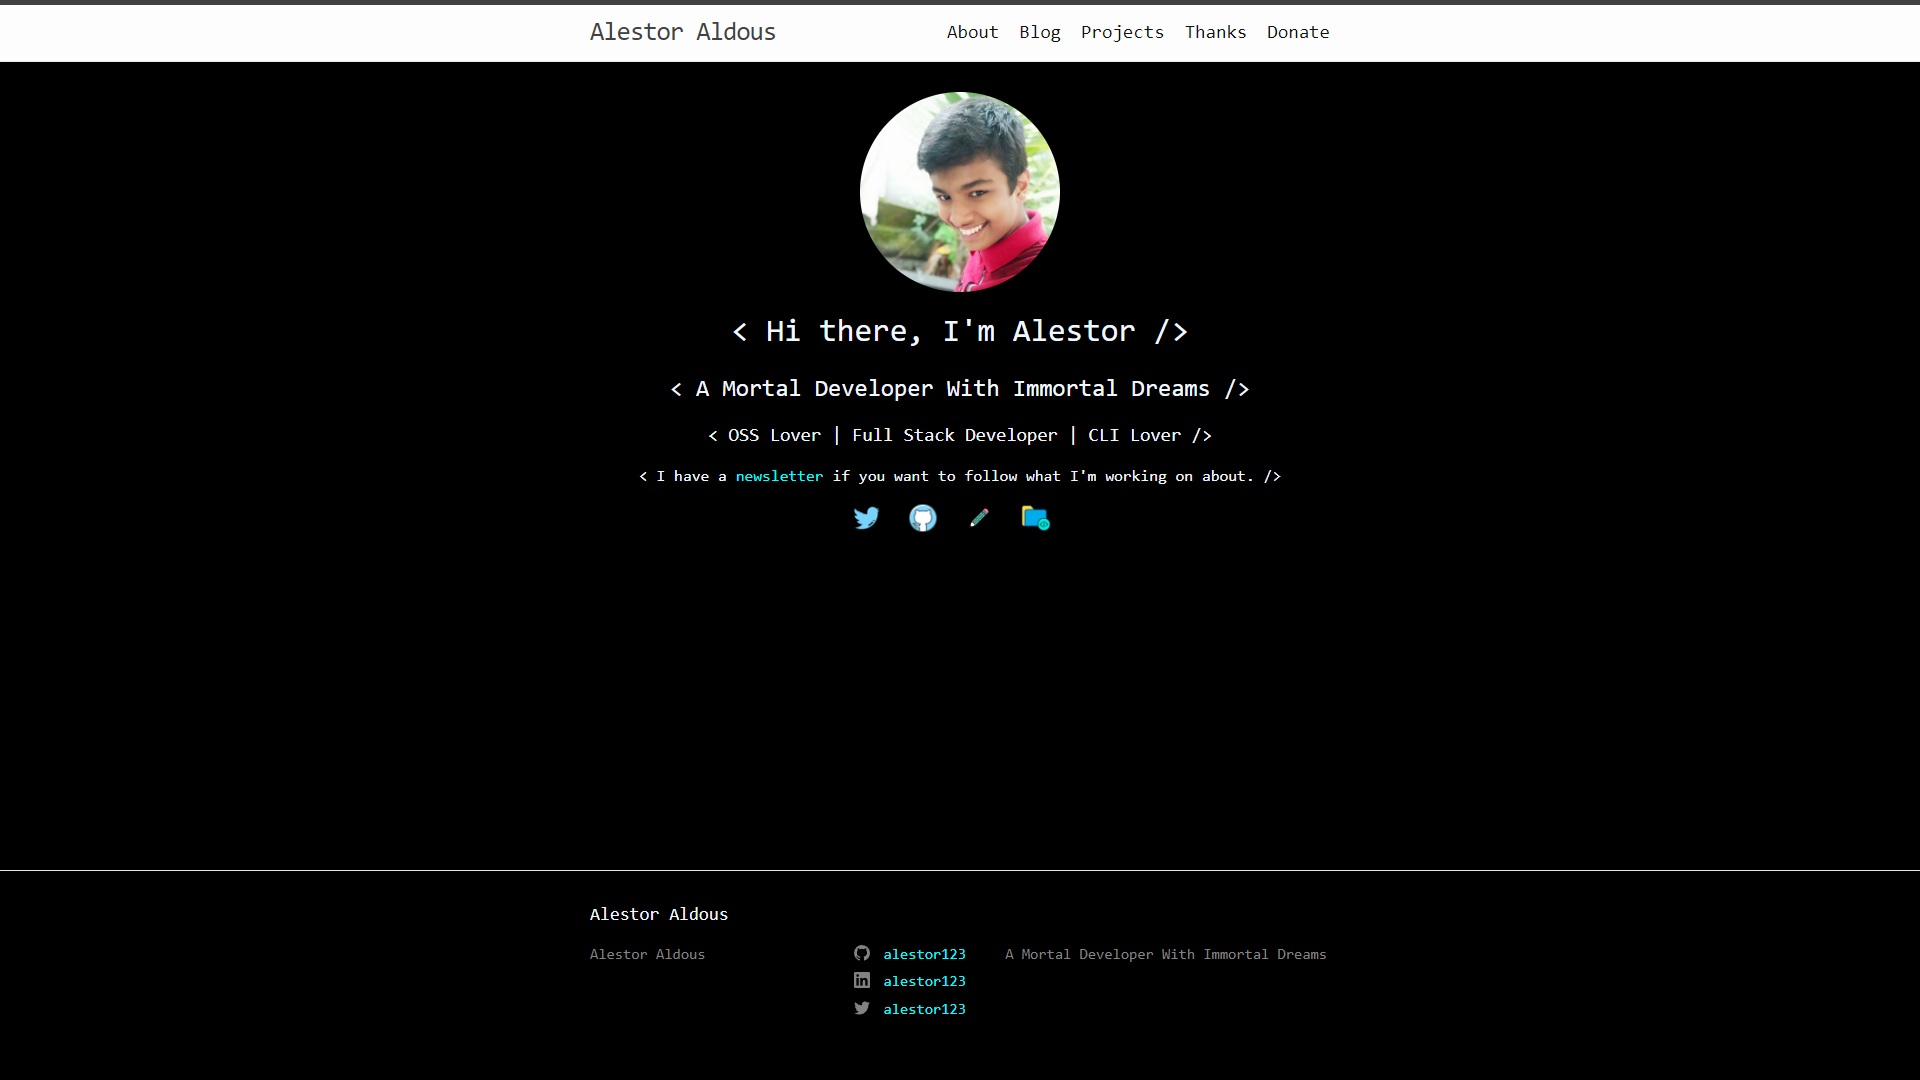 Alestor Aldous
About Blog Projects Thanks Donate
< Hi there, I'm Alestor />
< A Mortal Developer With Immortal Dreams />
< OSS Lover | Full Stack Developer | CLI Lover />
< I have a newsletter if you want to follow what I'm working on about. />
Alestor Aldous
Alestor Aldous
alestor123
alestor123
alestor123
A Mortal Developer With Immortal Dreams